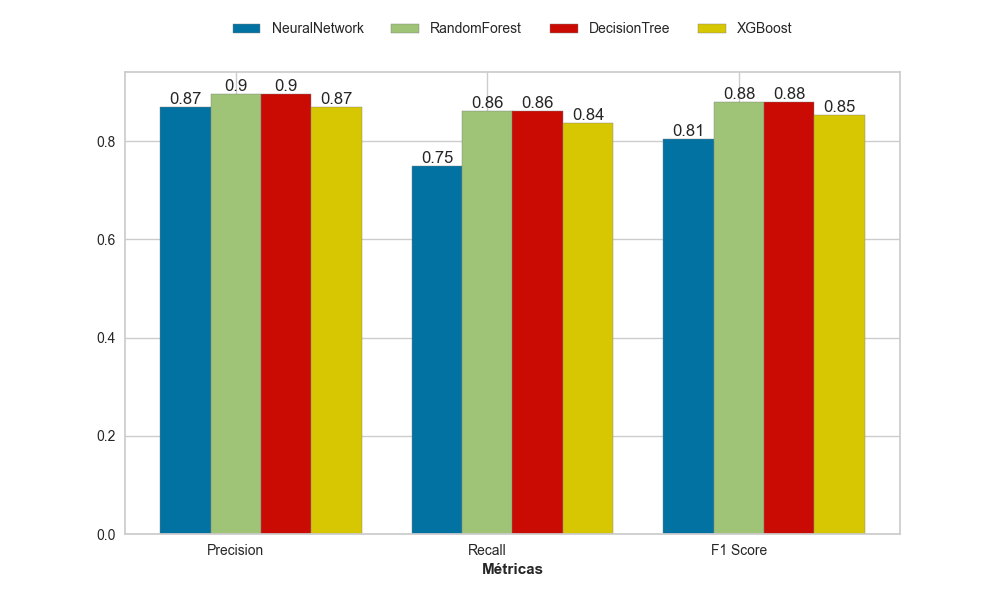 NeuralNetwork RandomForest DecisionTree XGBoost
0.87 0.9 0.9 0.87 0.75 0.86 0.86 0.84 0.81 0.88 0.88 0.85
0.8
0.6
0.4
0.2
0.0
Precision Recall F1 Score
Métricas